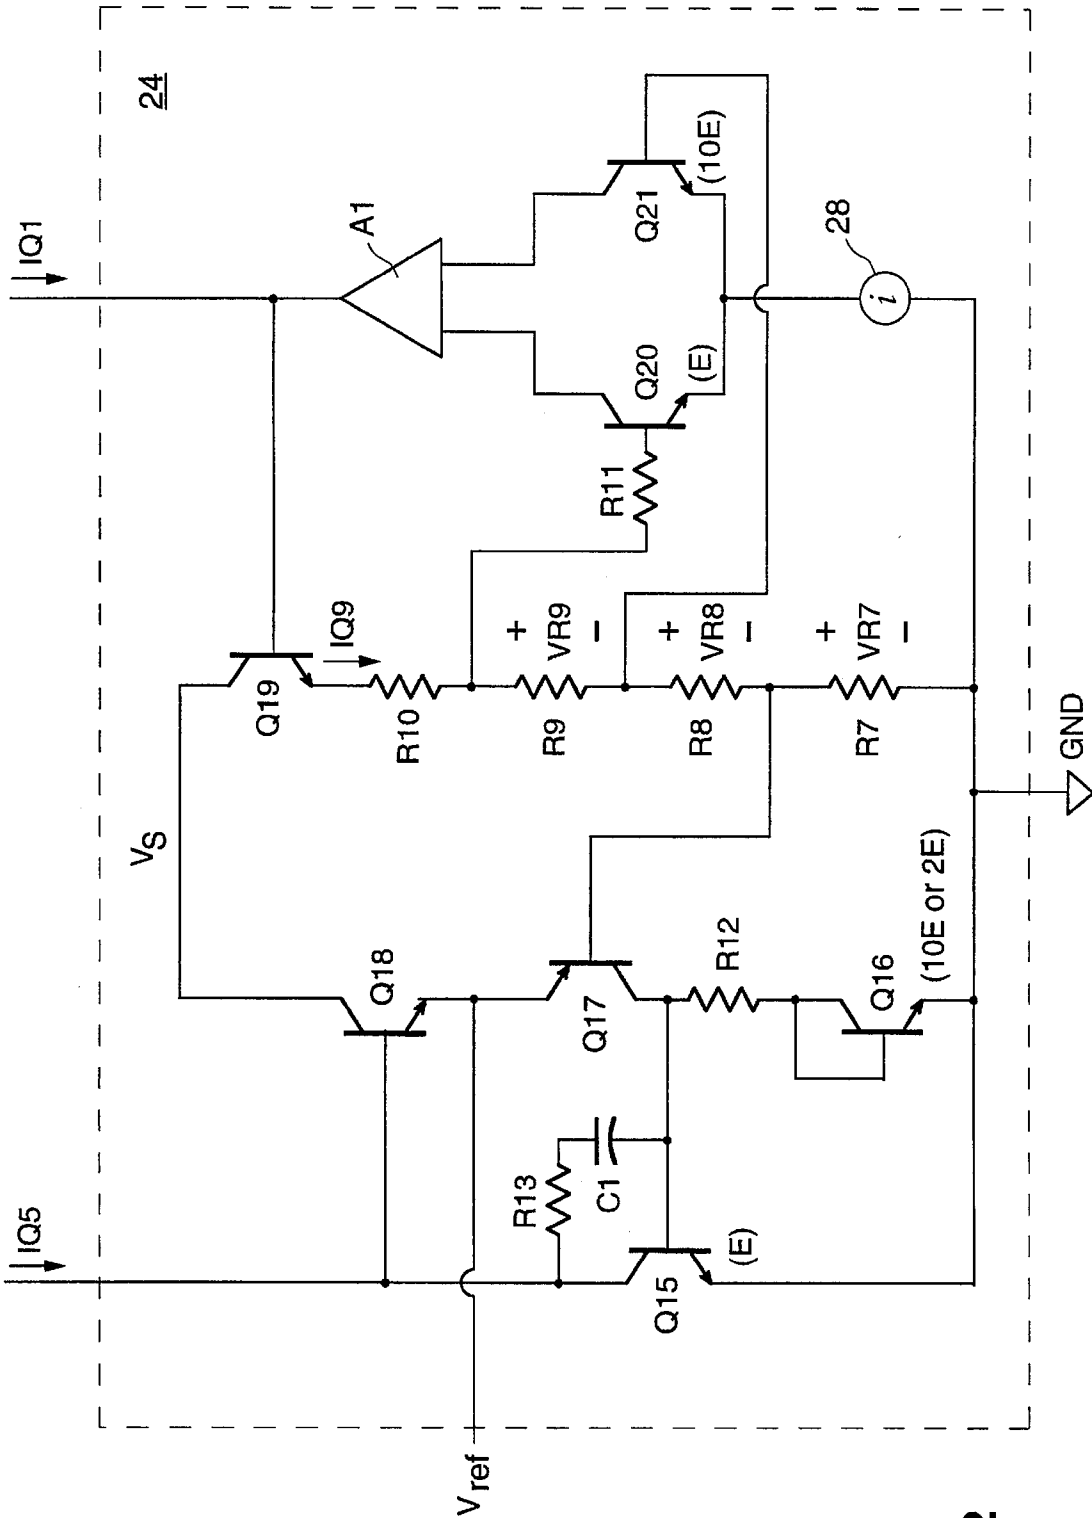 24
IQ1
IQ5
A1
VS
Q19
IQ9
Q18
Q21
(10E)
Q20
(E)
28
i
R11
R10
+
VR9
−
R9
+
VR8
−
R8
+
VR7
−
R7
Q17
R12
Q16
(10E or 2E)
R13
C1
Q15
(E)
Vref
GND